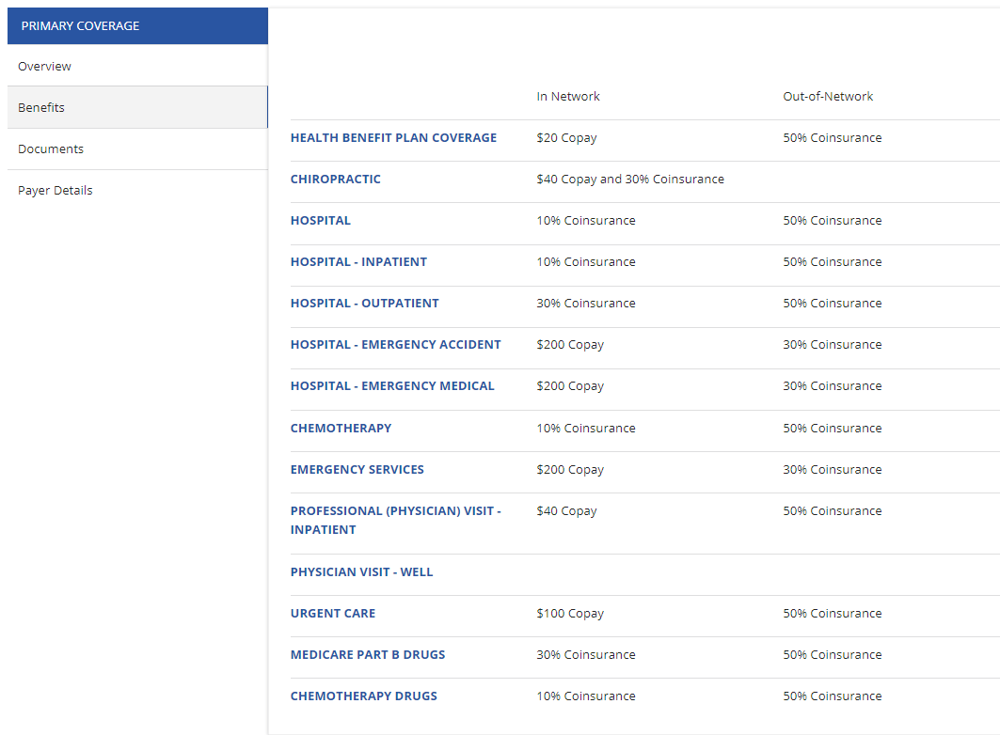 PRIMARY COVERAGE
Overview
Benefits
Documents
Payer Details
In Network Out-of-Network
HEALTH BENEFIT PLAN COVERAGE $20 Copay 50% Coinsurance
CHIROPRACTIC $40 Copay and 30% Coinsurance
HOSPITAL 10% Coinsurance 50% Coinsurance
HOSPITAL - INPATIENT 10% Coinsurance 50% Coinsurance
HOSPITAL - OUTPATIENT 30% Coinsurance 50% Coinsurance
HOSPITAL - EMERGENCY ACCIDENT $200 Copay 30% Coinsurance
HOSPITAL - EMERGENCY MEDICAL $200 Copay 30% Coinsurance
CHEMOTHERAPY 10% Coinsurance 50% Coinsurance
EMERGENCY SERVICES $200 Copay 30% Coinsurance
PROFESSIONAL (PHYSICIAN) VISIT - $40 Copay 50% Coinsurance
INPATIENT
PHYSICIAN VISIT - WELL
URGENT CARE $100 Copay 50% Coinsurance
MEDICARE PART B DRUGS 30% Coinsurance 50% Coinsurance
CHEMOTHERAPY DRUGS 10% Coinsurance 50% Coinsurance